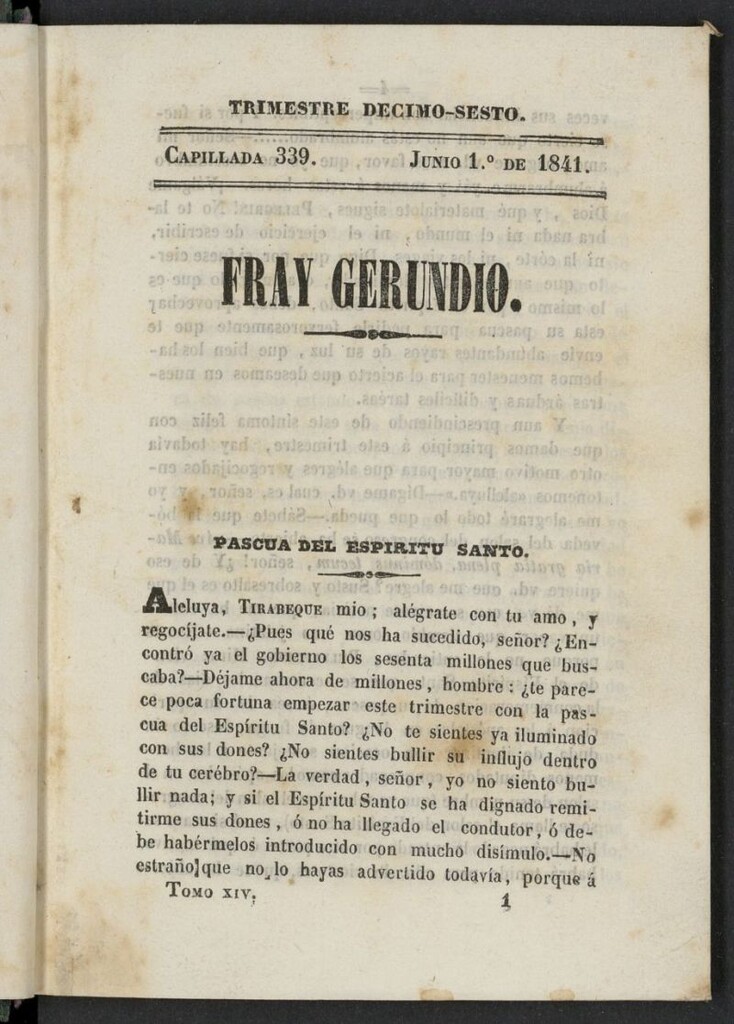 TRIMESTRE DECIMO-SESTO.
CAPILLADA 339. JUNIO 1.º DE 1841.
FRAY GERUNDIO.
PASCUA DEL ESPIRITU SANTO.
Aleluya, TIRABEQUE mio; alégrate con tu amo, y
regocíjate.—¿Pues qué nos ha sucedido, señor? ¿En-
contró ya el gobierno los sesenta millones que bus-
caba?—Déjame ahora de millones, hombre: ¿te pare-
ce poca fortuna empezar este trimestre con la pas-
cua del Espíritu Santo? ¿No te sientes ya iluminado
con sus dones? ¿No sientes bullir su influjo dentro
de tu cerébro?—La verdad, señor, yo no siento bu-
llir nada; y si el Espíritu Santo se ha dignado remi-
tirme sus dones, ó no ha llegado el condutor, ó de-
be habérmelos introducido con mucho disímulo.—No
estraño que no lo hayas advertido todavía, porque á
TOMO XIV. 1